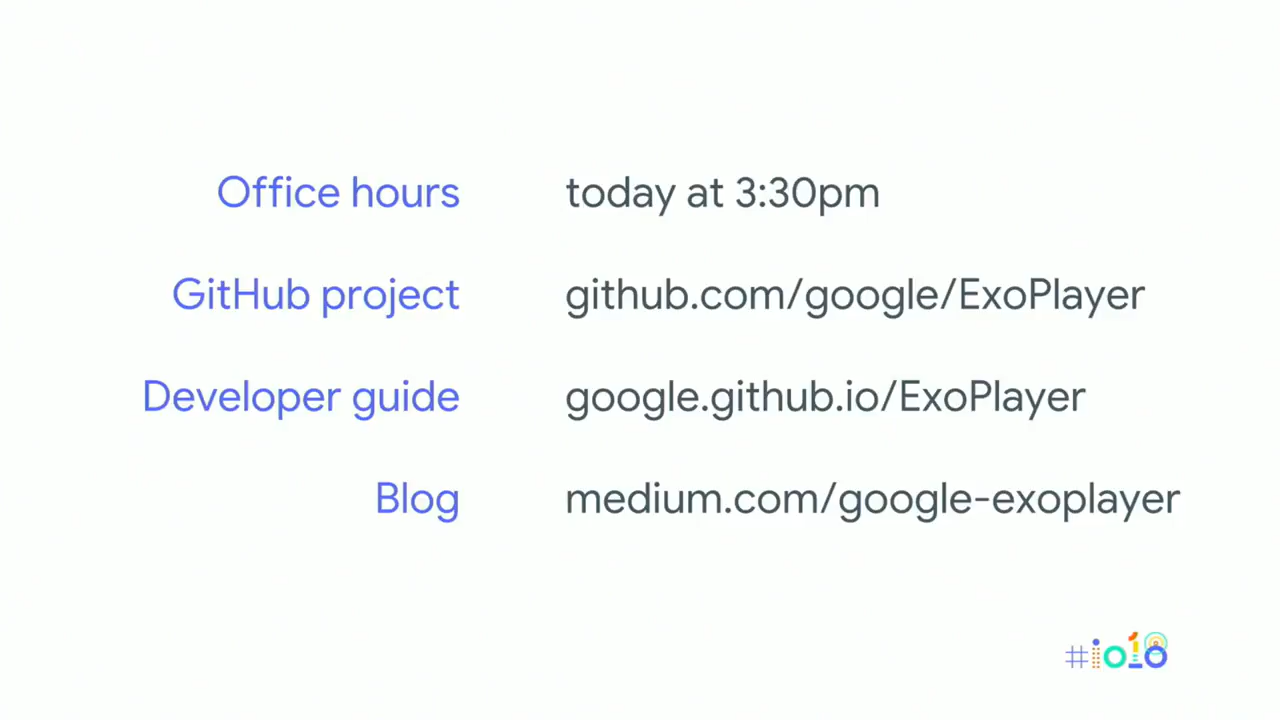 Office hours today at 3:30pm
GitHub project github.com/google/ExoPlayer
Developer guide google.github.io/ExoPlayer
Blog medium.com/google-exoplayer
#io18